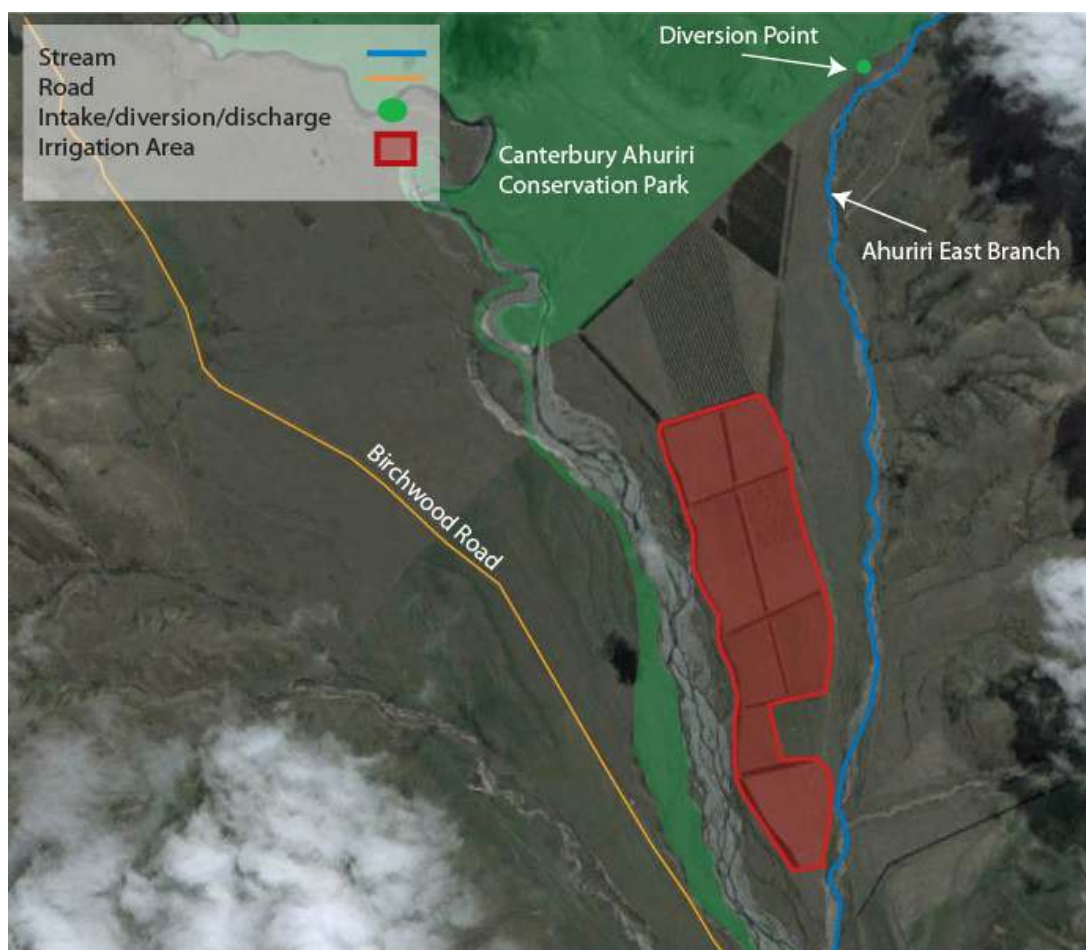 Stream
Road
Intake/diversion/discharge
Irrigation Area
Diversion Point
Canterbury Ahuriri
Conservation Park
Ahuriri East Branch
Birchwood Road